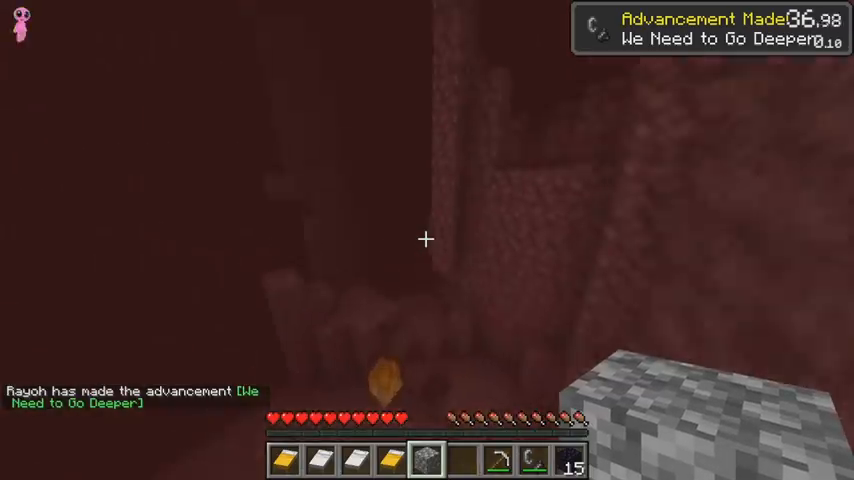 Advancement Made!
36.98
We Need to Go Deeper
0.10
Rayoh has made the advancement [We
Need to Go Deeper]
15